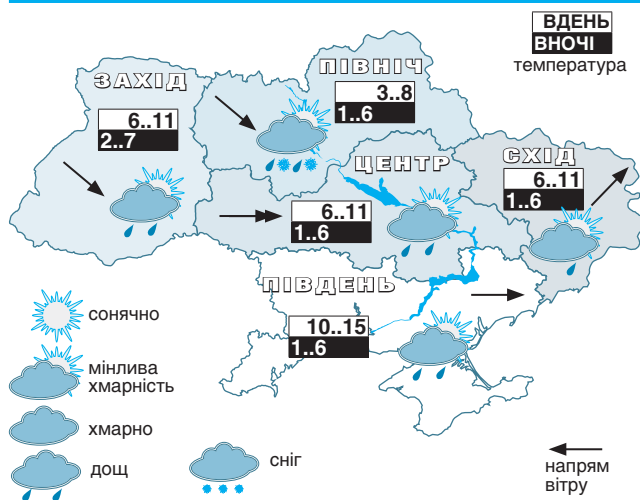 ВДЕНЬ
ВНОЧІ
температура
ЗАХІД
6..11
2..7
ПІВНІЧ
3..8
1..6
ЦЕНТР
6..11
1..6
СХІД
6..11
1..6
ПІВДЕНЬ
10..15
1..6
сонячно
мінлива
хмарність
хмарно
дощ
сніг
напрям
вітру